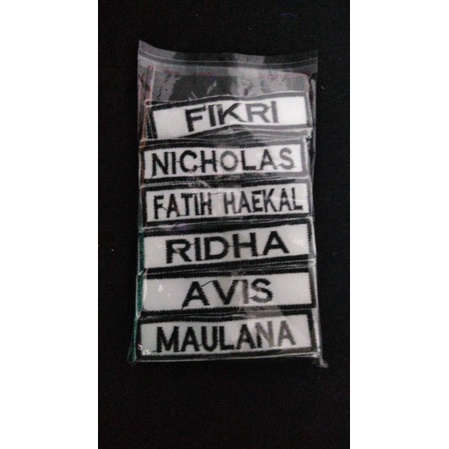 FIKRI
NICHOLAS
FATIH HAEKAL
RIDHA
AVIS
MAULANA